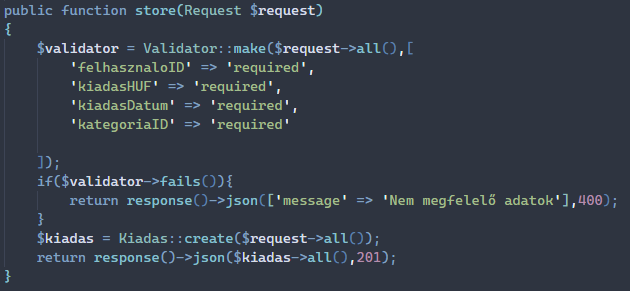 public function store(Request $request)
{
    $validator = Validator::make($request->all(),[
        'felhasznaloID' => 'required',
        'kiadasHUF' => 'required',
        'kiadasDatum' => 'required',
        'kategoriaID' => 'required'
    ]);
    if($validator->fails()){
        return response()->json(['message' => 'Nem megfelelő adatok'],400);
    }
    $kiadas = Kiadas::create($request->all());
    return response()->json($kiadas->all(),201);
}